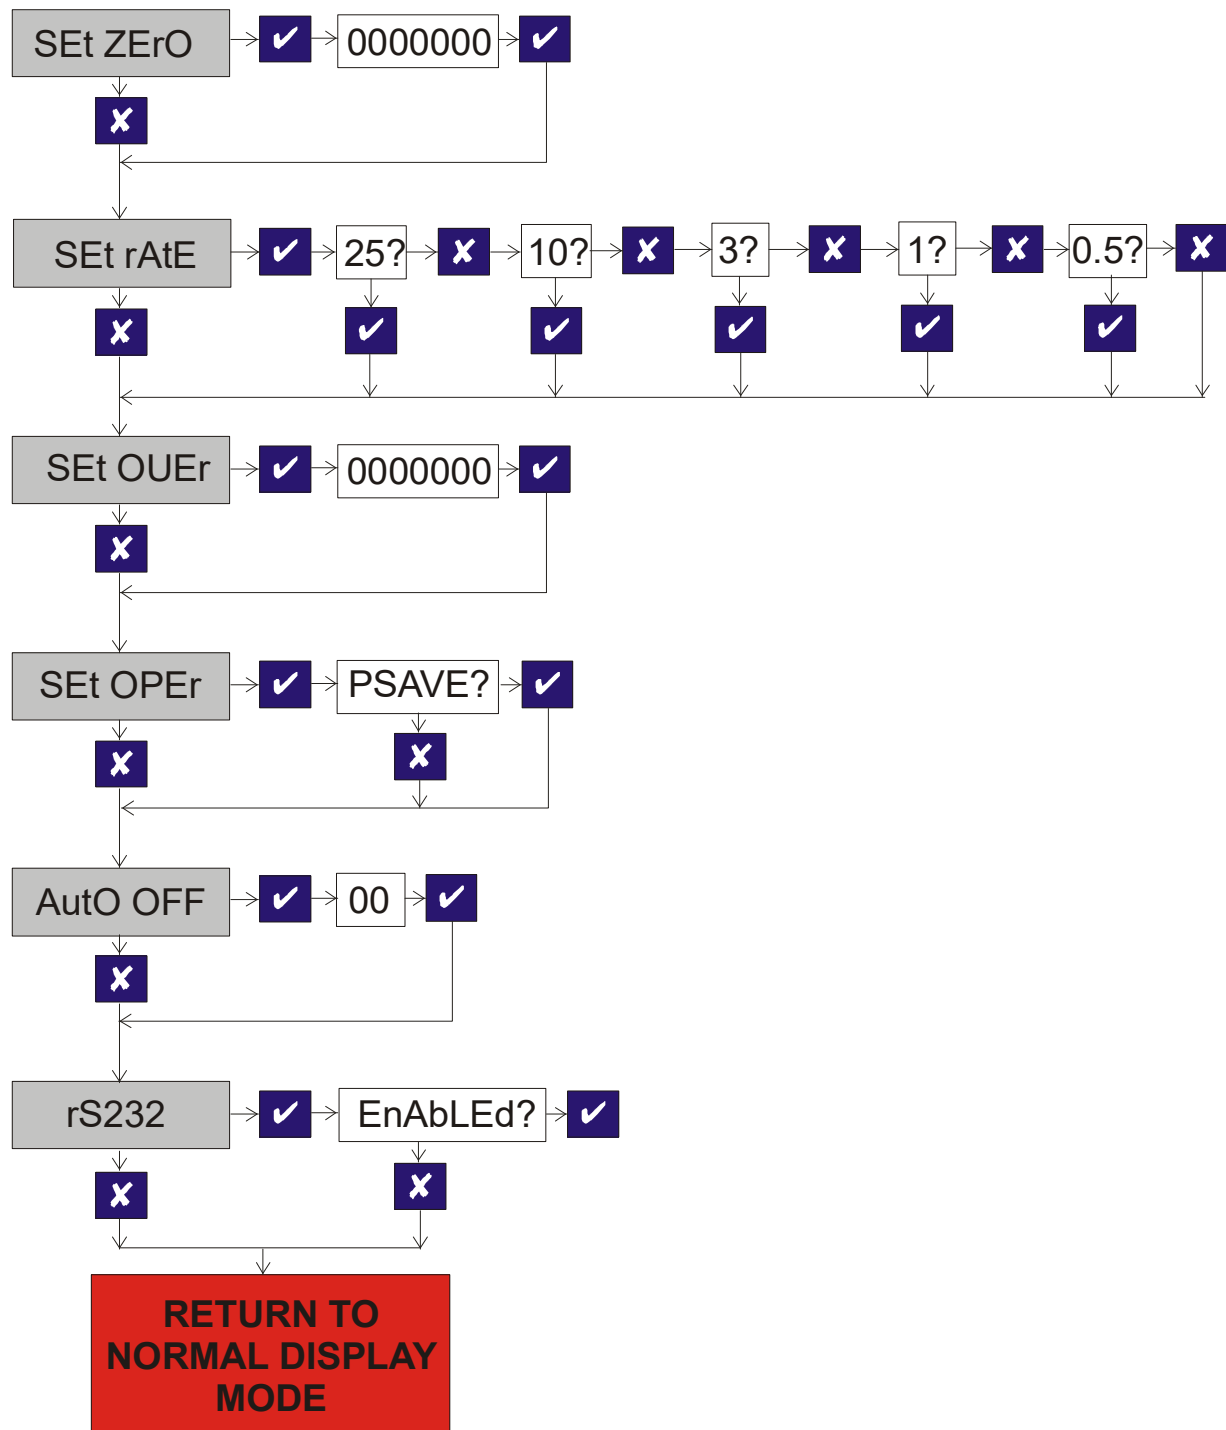 SEt ZErO ✔ 0000000 ✔
✘
SEt rAtE ✔ 25? ✘ 10? ✘ 3? ✘ 1? ✘ 0.5? ✘
✘ ✔ ✔ ✔ ✔ ✔
SEt OUEr ✔ 0000000 ✔
✘
SEt OPEr ✔ PSAVE? ✔
✘ ✘
AutO OFF ✔ 00 ✔
✘
rS232 ✔ EnAbLEd? ✔
✘ ✘
RETURN TO
NORMAL DISPLAY
MODE